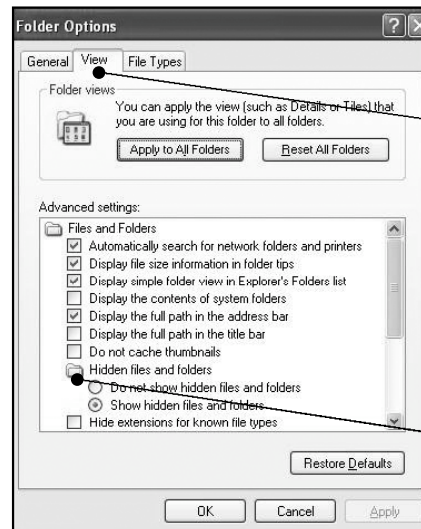 Folder Options
General View File Types
Folder views
You can apply the view (such as Details or Tiles) that
you are using for this folder to all folders.
Apply to All Folders Reset All Folders
Advanced settings:
Files and Folders
Automatically search for network folders and printers
Display file size information in folder tips
Display simple folder view in Explorer's Folders list
Display the contents of system folders
Display the full path in the address bar
Display the full path in the title bar
Do not cache thumbnails
Hidden files and folders
Do not show hidden files and folders
Show hidden files and folders
Hide extensions for known file types
Restore Defaults
OK Cancel Apply